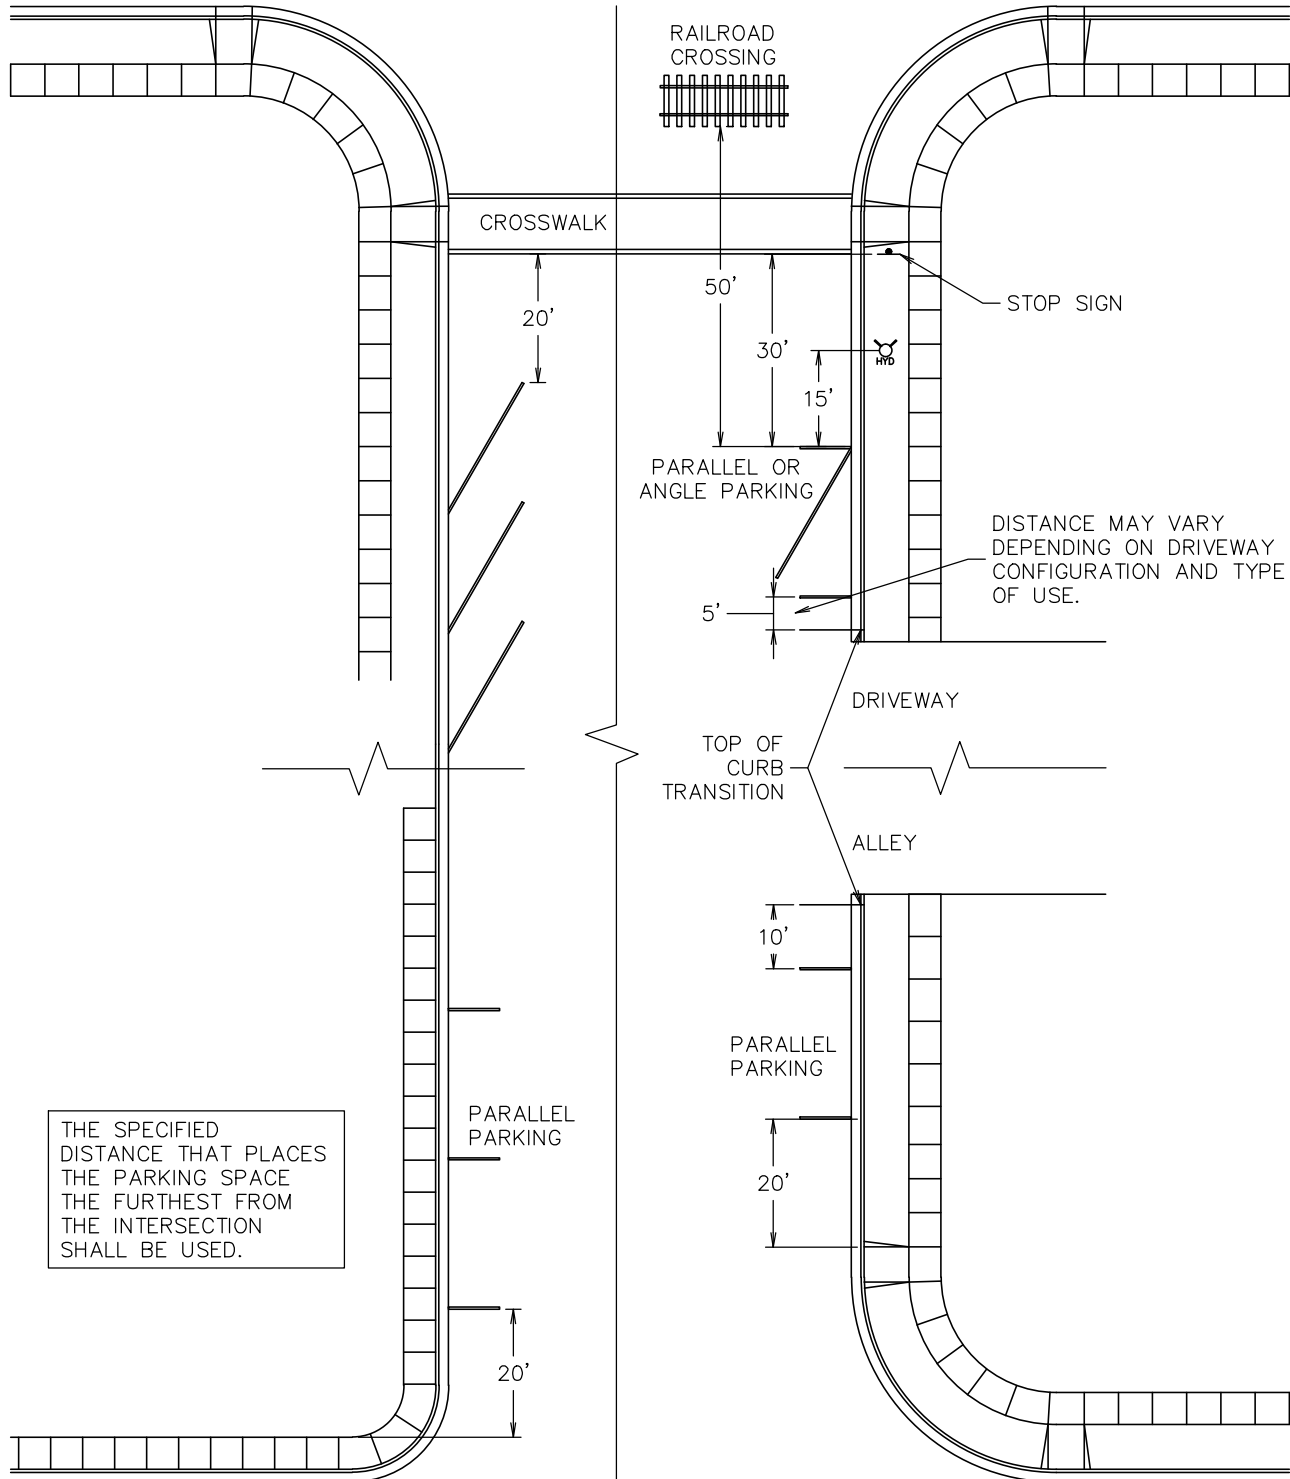 RAILROAD
CROSSING
CROSSWALK
50'
20'
STOP SIGN
30'
HYD
15'
PARALLEL OR
ANGLE PARKING
DISTANCE MAY VARY
DEPENDING ON DRIVEWAY
CONFIGURATION AND TYPE
OF USE.
5'
DRIVEWAY
TOP OF
CURB
TRANSITION
ALLEY
10'
PARALLEL
PARKING
PARALLEL
PARKING
THE SPECIFIED
DISTANCE THAT PLACES
THE PARKING SPACE
THE FURTHEST FROM
THE INTERSECTION
SHALL BE USED.
20'
20'